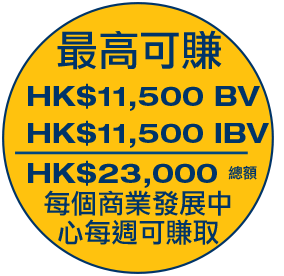 最高可賺
HK$11,500 BV
HK$11,500 IBV
HK$23,000 總額
每個商業發展中
心每週可賺取